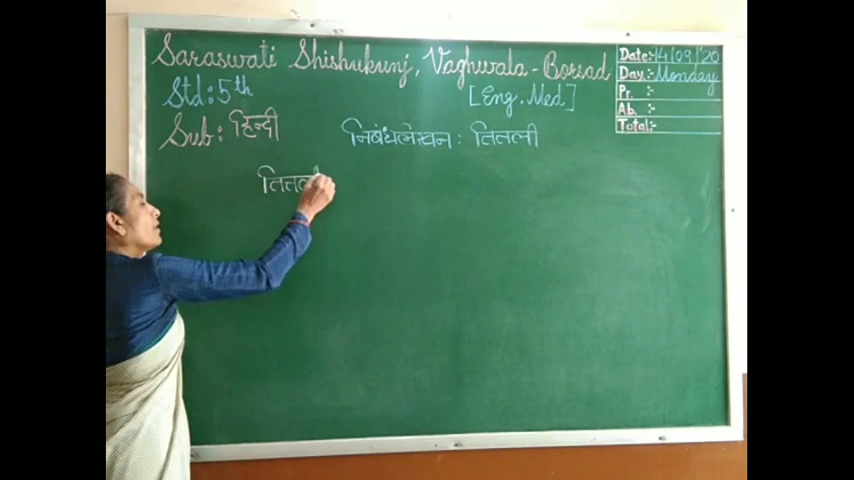 Saraswati Shishukunj, Vaghwala - Borsad
Date:- 14/09/'20
Day:- Monday
Pr. :-
Ab. :-
Total:-
Std: 5th
[Eng. Med.]
Sub: हिन्दी
निबंधलेखन : तितली
तितल